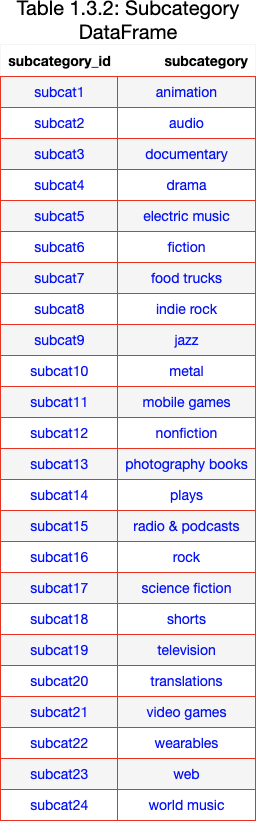 Table 1.3.2: Subcategory
DataFrame
subcategory_id subcategory
subcat1 animation
subcat2 audio
subcat3 documentary
subcat4 drama
subcat5 electric music
subcat6 fiction
subcat7 food trucks
subcat8 indie rock
subcat9 jazz
subcat10 metal
subcat11 mobile games
subcat12 nonfiction
subcat13 photography books
subcat14 plays
subcat15 radio & podcasts
subcat16 rock
subcat17 science fiction
subcat18 shorts
subcat19 television
subcat20 translations
subcat21 video games
subcat22 wearables
subcat23 web
subcat24 world music